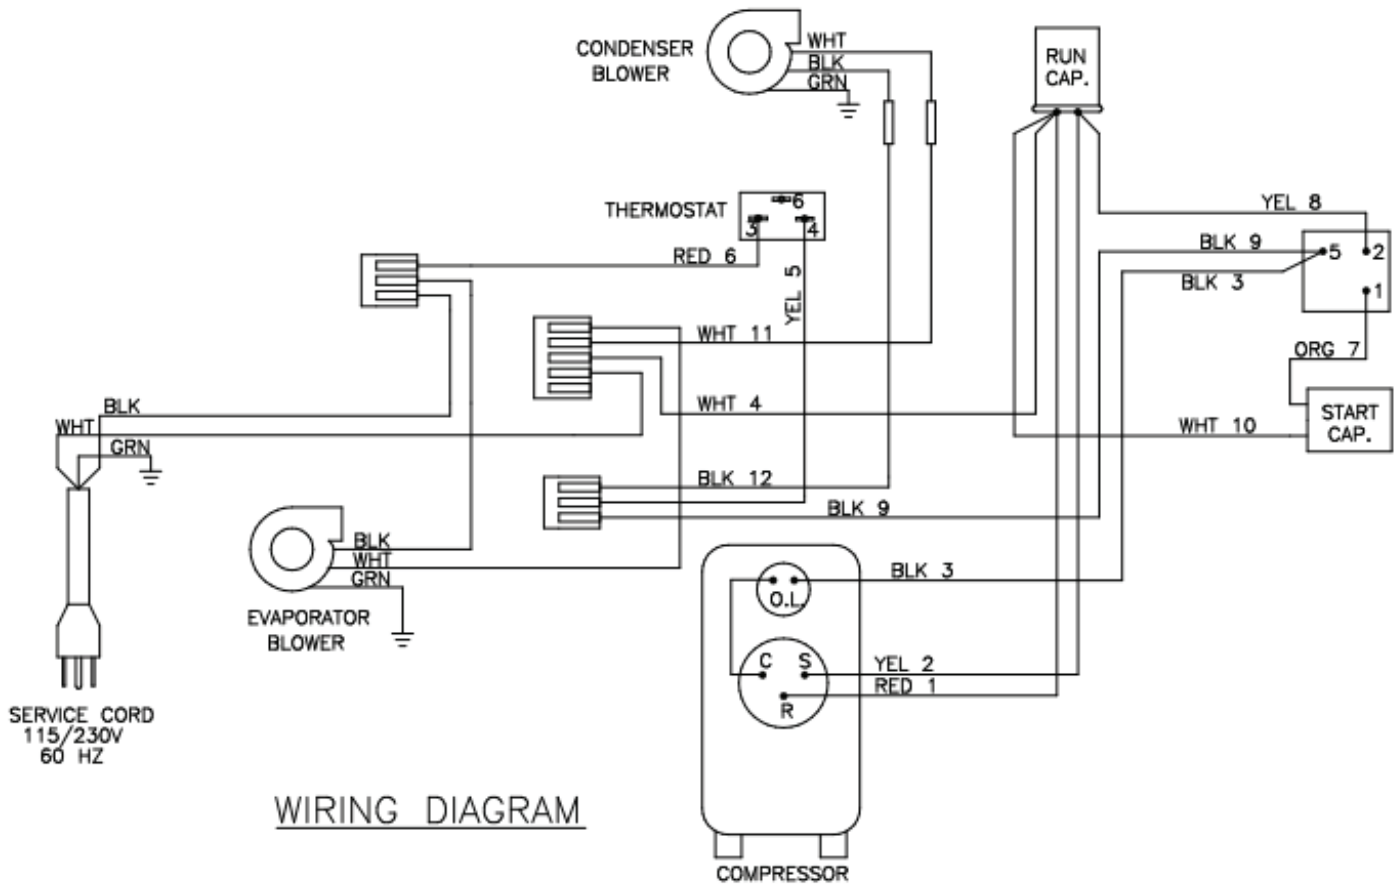 CONDENSER
BLOWER
WHT
BLK
GRN
RUN
CAP.
THERMOSTAT
6
3
4
RED 6
YEL 5
YEL 8
BLK 9
BLK 3
5
2
1
WHT 11
ORG 7
WHT 4
START
CAP.
WHT 10
BLK
WHT
GRN
BLK 12
BLK 9
BLK
WHT
GRN
EVAPORATOR
BLOWER
O.L.
BLK 3
C
S
R
YEL 2
RED 1
SERVICE CORD
115/230V
60 HZ
WIRING DIAGRAM
COMPRESSOR